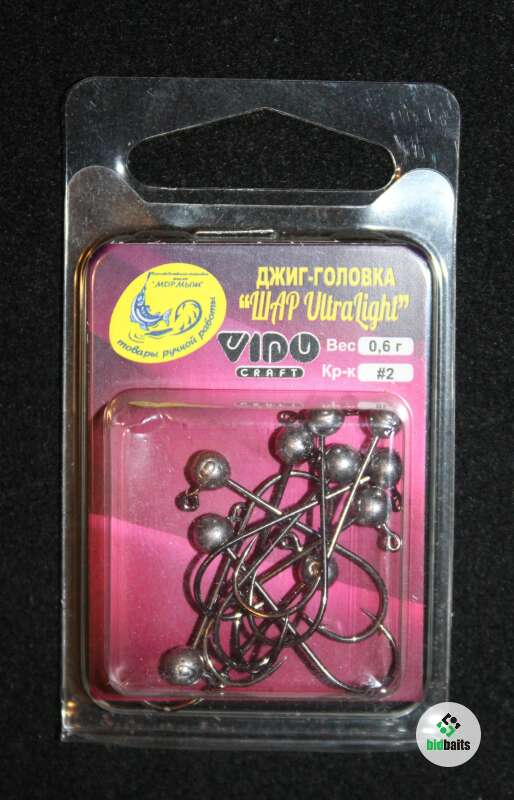 "МОРМЫШ"
товары ручной работы
ДЖИГ-ГОЛОВКА
“ШАР UltraLight”
VIDO
CRAFT
Вес 0,6 г
Кр-к #2
bidbaits